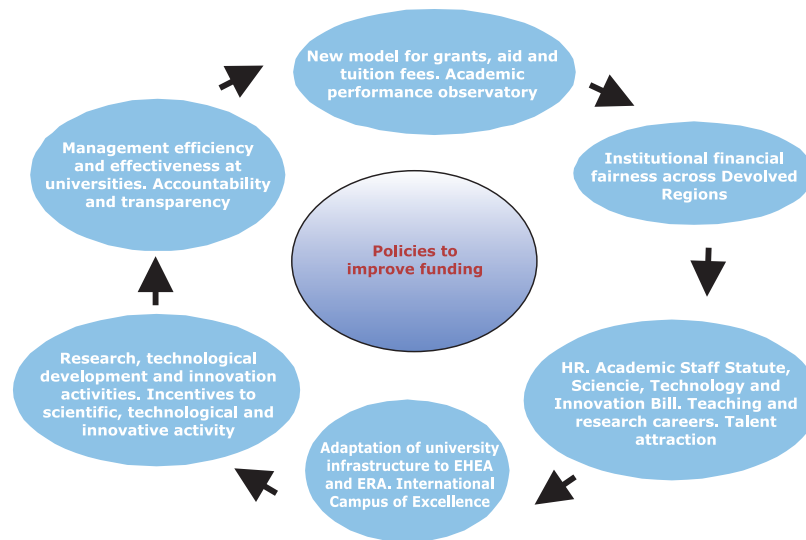 New model for grants, aid and
tuition fees. Academic
performance observatory
Institutional financial
fairness across Devolved
Regions
HR. Academic Staff Statute,
Sciencie, Technology and
Innovation Bill. Teaching and
research careers. Talent
attraction
Adaptation of university
infrastructure to EHEA
and ERA. International
Campus of Excellence
Research, technological
development and innovation
activities. Incentives to
scientific, technological and
innovative activity
Management efficiency
and effectiveness at
universities. Accountability
and transparency
Policies to
improve funding